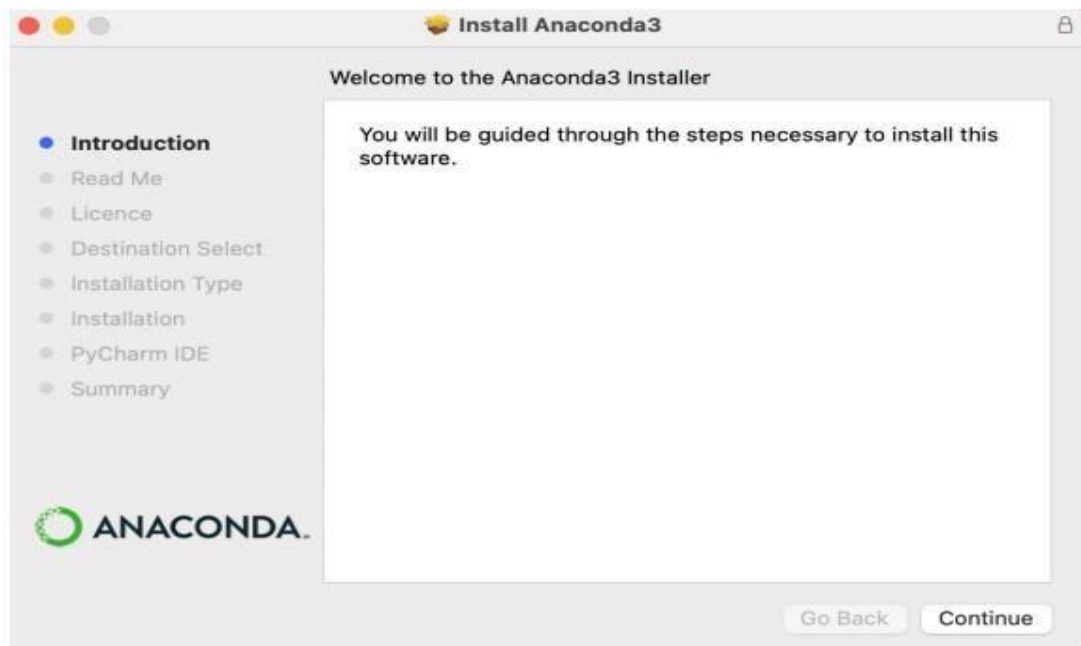 Install Anaconda3
Welcome to the Anaconda3 Installer
Introduction
Read Me
Licence
Destination Select
Installation Type
Installation
PyCharm IDE
Summary
You will be guided through the steps necessary to install this
software.
ANACONDA.
Go Back
Continue